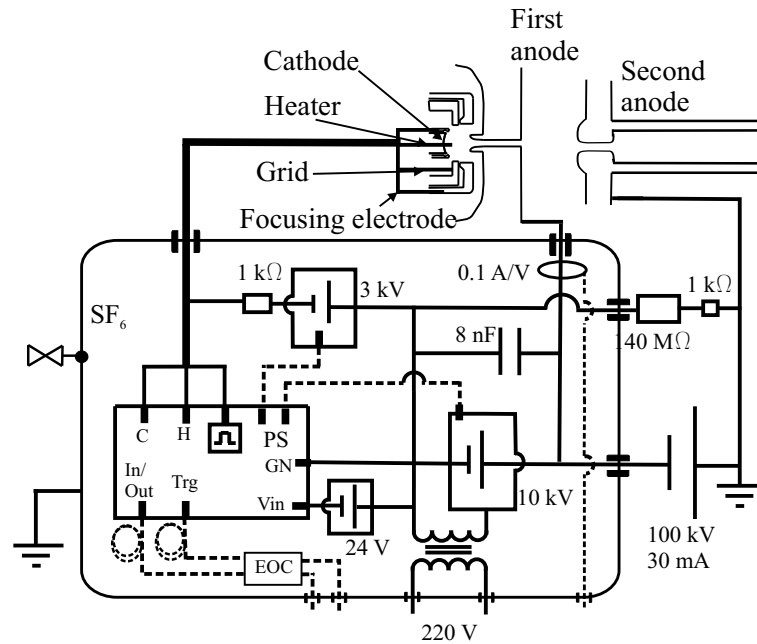 First
anode
Second
anode
Cathode
Heater
Grid
Focusing electrode
1 kΩ
3 kV
0.1 A/V
1 kΩ
SF6
8 nF
140 MΩ
C
H
PS
GN
In/
Out
Trg
Vin
10 kV
24 V
EOC
100 kV
30 mA
220 V